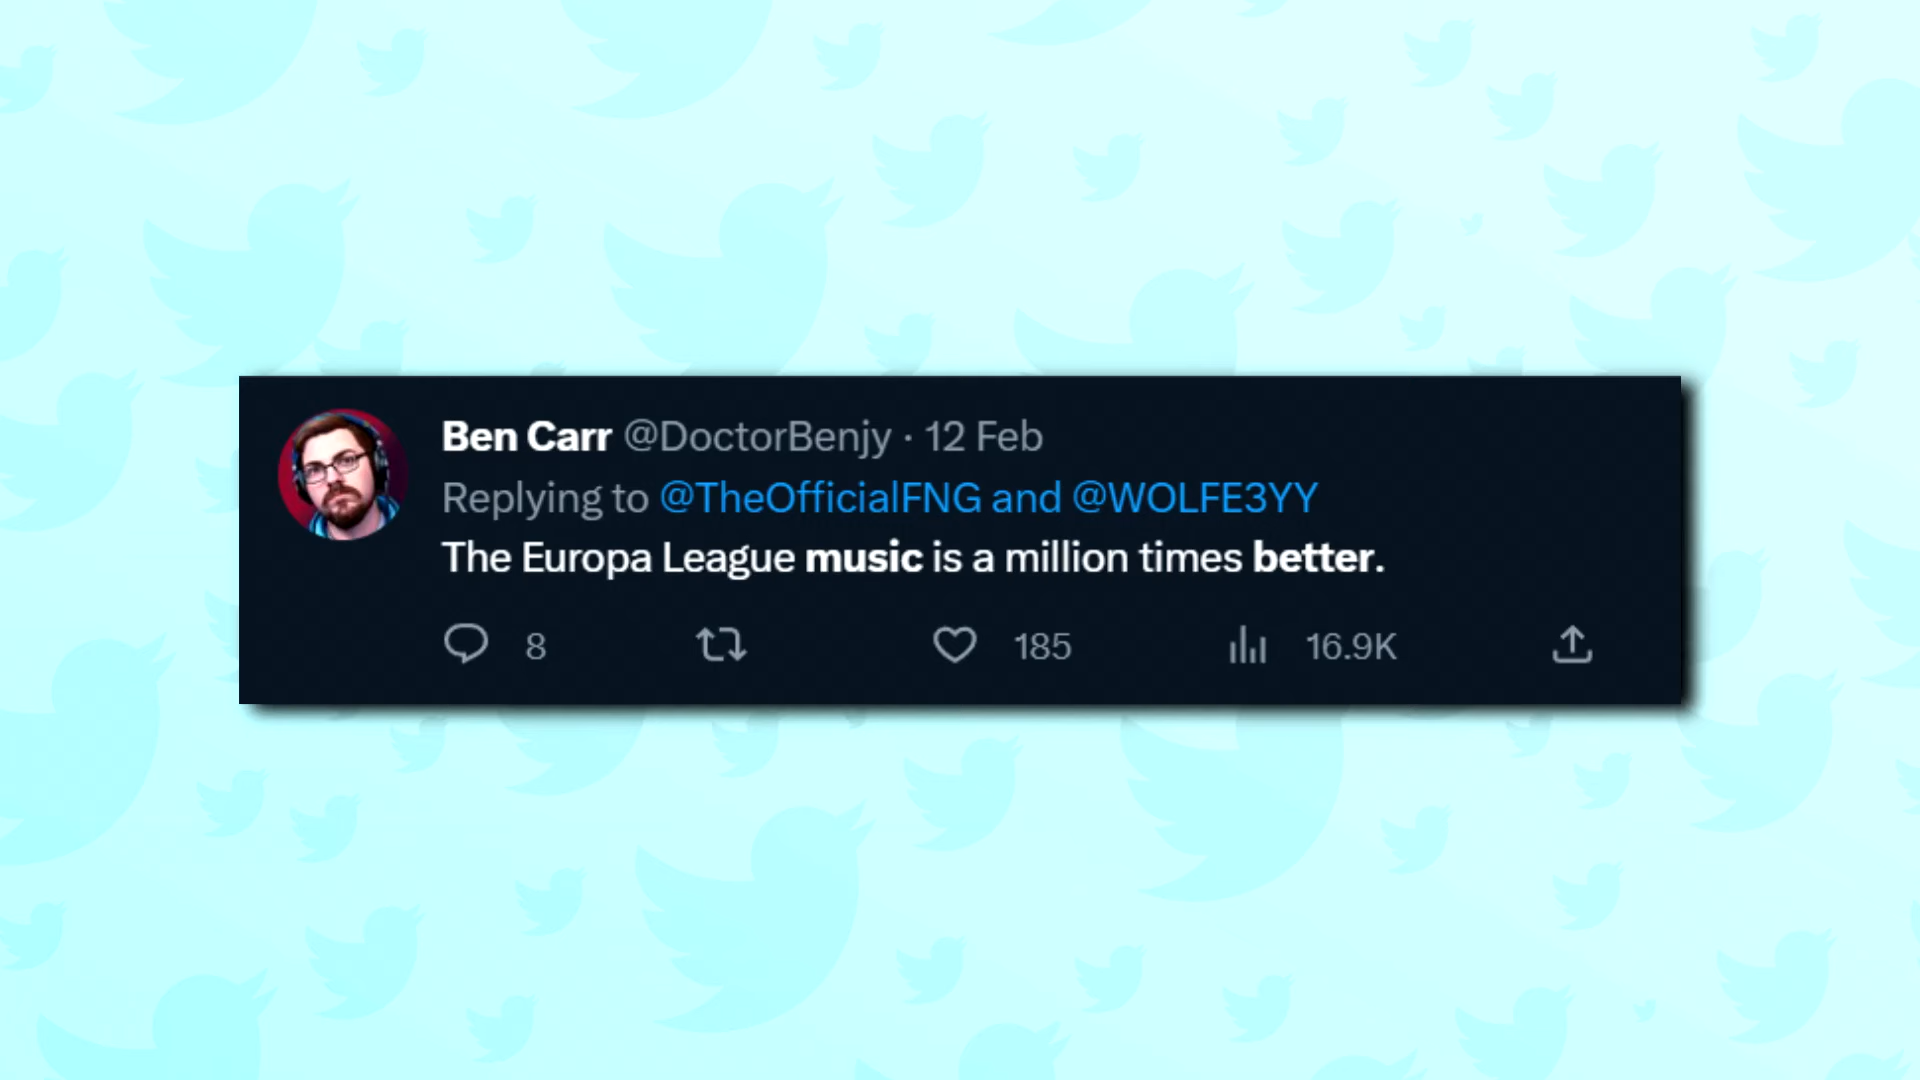 Ben Carr @DoctorBenjy · 12 Feb
Replying to @TheOfficialFNG and @WOLFE3YY
The Europa League music is a million times better.
8 185 16.9K